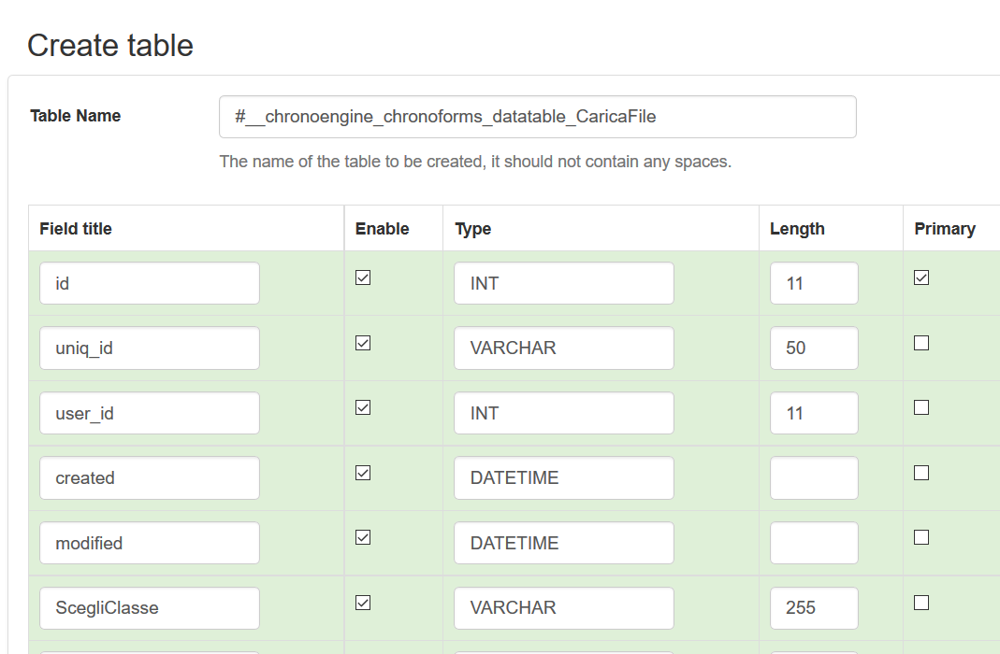 Create table
Table Name
#__chronoengine_chronoforms_datatable_CaricaFile
The name of the table to be created, it should not contain any spaces.
Field title Enable Type Length Primary
id INT 11
uniq_id VARCHAR 50
user_id INT 11
created DATETIME
modified DATETIME
ScegliClasse VARCHAR 255